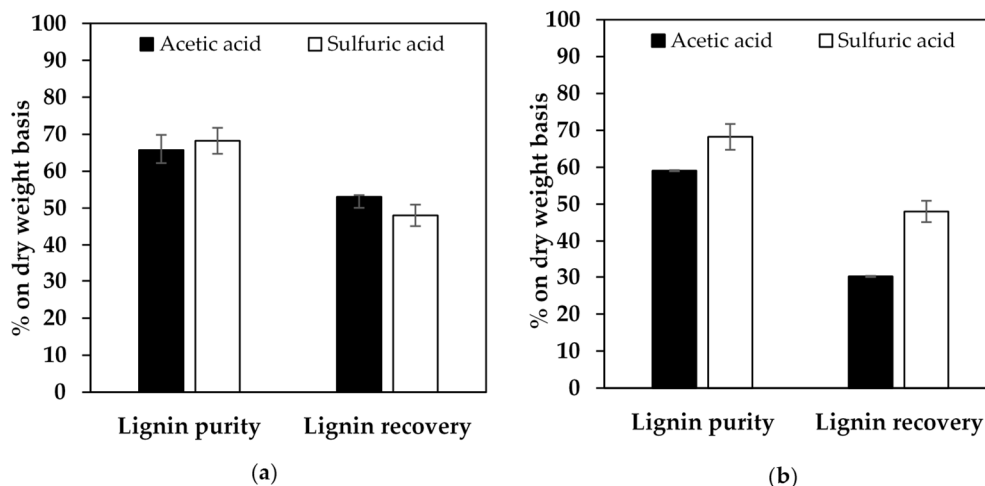 100
90
80
70
60
50
40
30
20
10
0
% on dry weight basis
Acetic acid
Sulfuric acid
Lignin purity
Lignin recovery
(a)
100
90
80
70
60
50
40
30
20
10
0
% on dry weight basis
Acetic acid
Sulfuric acid
Lignin purity
Lignin recovery
(b)